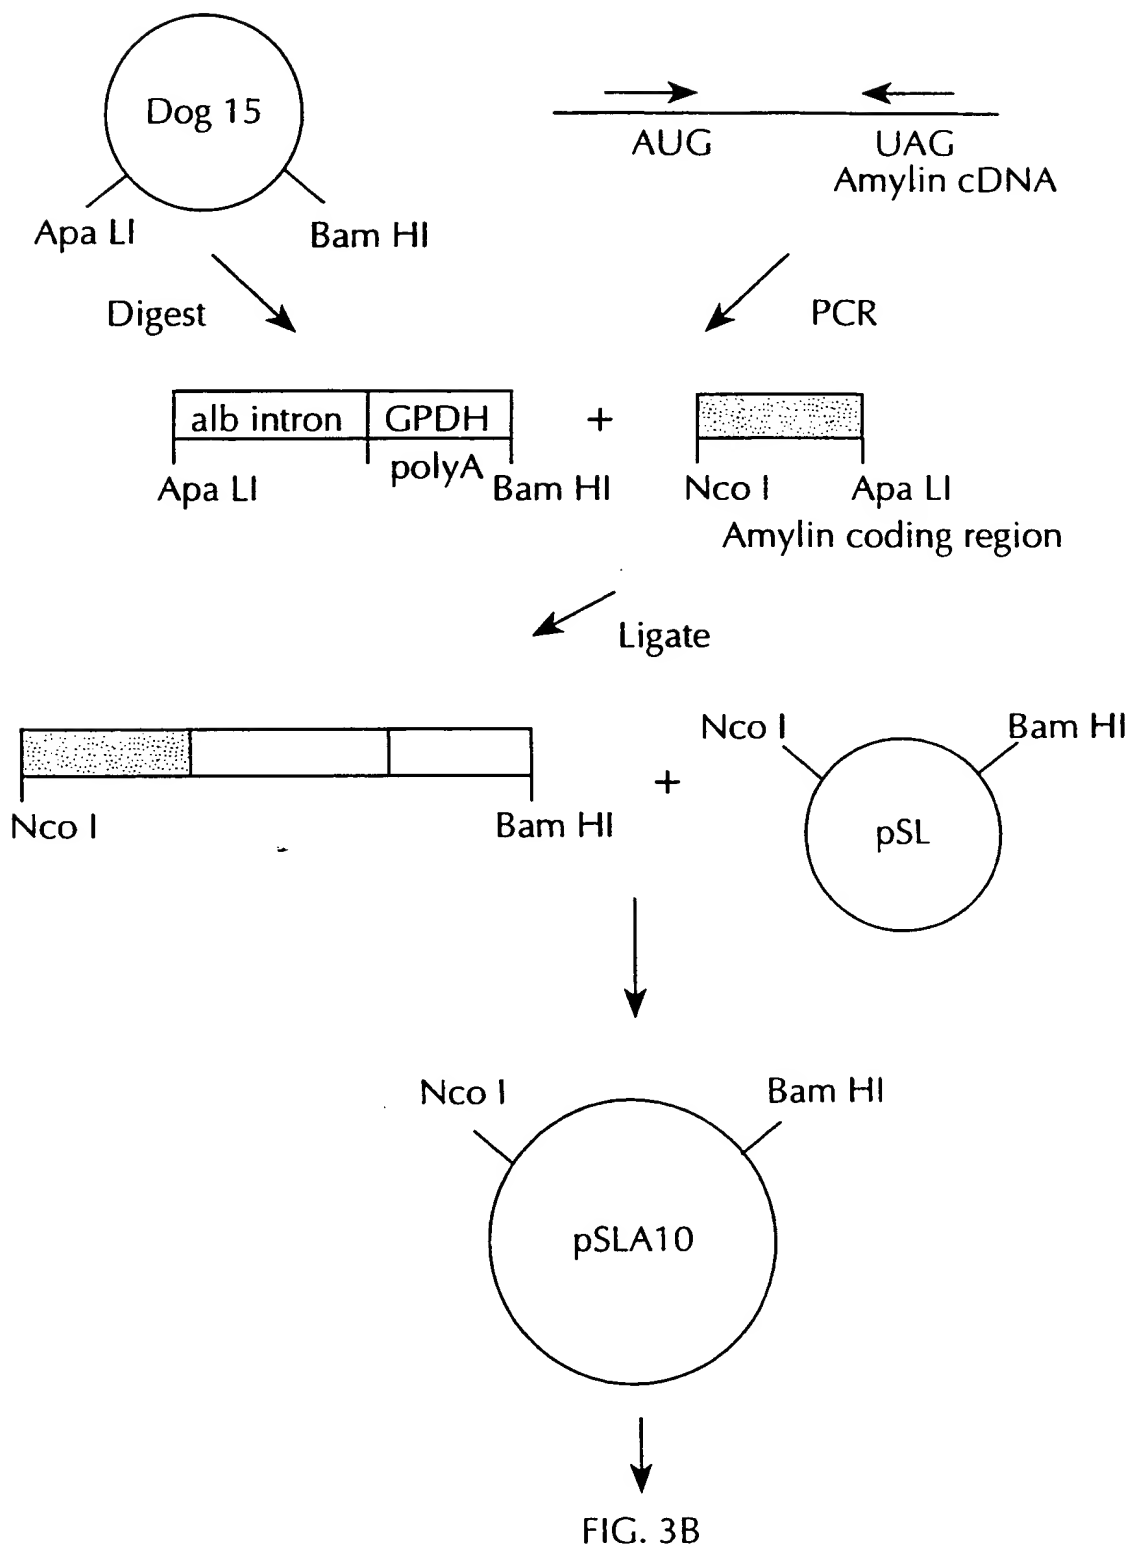 Dog 15
AUG
UAG
Amylin cDNA
Apa LI
Bam HI
Digest
PCR
alb intron
GPDH
+
polyA
Apa LI
Bam HI
Nco I
Apa LI
Amylin coding region
Ligate
Nco I
Bam HI
+
pSL
Nco I
Bam HI
Nco I
Bam HI
pSLA10
FIG. 3B